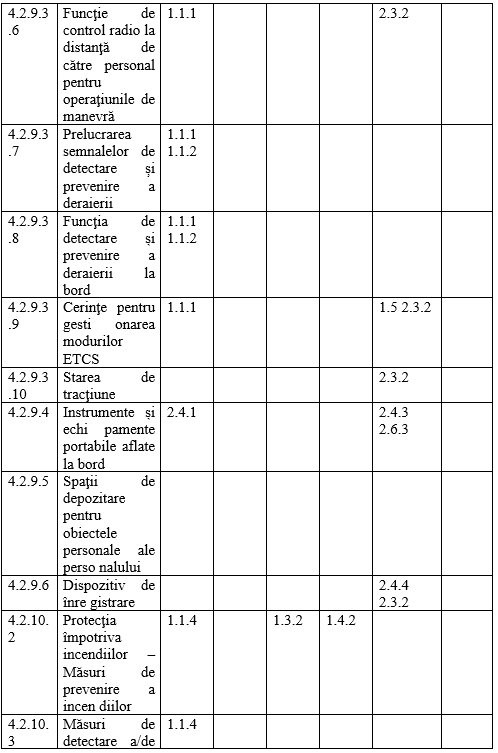 4.2.9.3 Funcţie de 1.1.1 2.3.2
.6 control radio la
distanţă de
către personal
pentru
operaţiunile de
manevră
4.2.9.3 Prelucrarea 1.1.1
.7 semnalelor de 1.1.2
detectare și
prevenire a
deraierii
4.2.9.3 Funcţia de 1.1.1
.8 detectare și 1.1.2
prevenire a
deraierii la
bord
4.2.9.3 Cerinţe pentru 1.1.1 1.5 2.3.2
.9 gesti onarea
modurilor
ETCS
4.2.9.3 Starea de 2.3.2
.10 tracţiune
4.2.9.4 Instrumente și 2.4.1 2.4.3
echi pamente 2.6.3
portabile aflate
la bord
4.2.9.5 Spaţii de
depozitare
pentru
obiectele
personale ale
perso nalului
4.2.9.6 Dispozitiv de 2.4.4
înre gistrare 2.3.2
4.2.10. Protecţia 1.1.4 1.3.2 1.4.2
2 împotriva
incendiilor –
Măsuri de
prevenire a
incen diilor
4.2.10. Măsuri de 1.1.4
3 detectare a/de